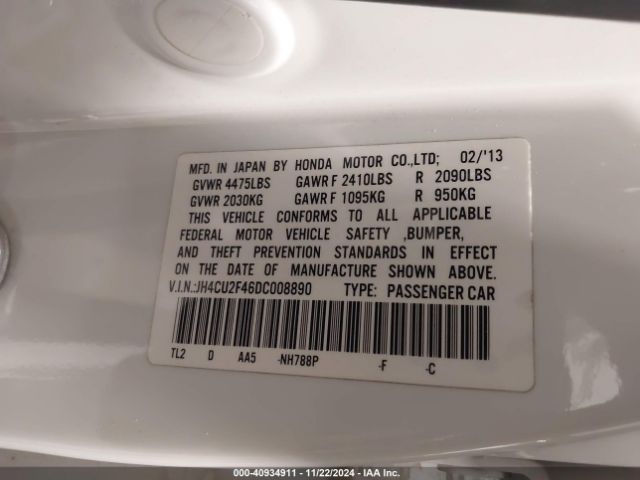 MFD. IN JAPAN BY HONDA MOTOR CO.,LTD; 02/'13
GVWR 4475LBS GAWR F 2410LBS R 2090LBS
GVWR 2030KG GAWR F 1095KG R 950KG
THIS VEHICLE CONFORMS TO ALL APPLICABLE
FEDERAL MOTOR VEHICLE SAFETY ,BUMPER,
AND THEFT PREVENTION STANDARDS IN EFFECT
ON THE DATE OF MANUFACTURE SHOWN ABOVE.
V.I.N.:JH4CU2F46DC008890 TYPE: PASSENGER CAR
TL2 D AA5 -NH788P -F -C
000-40934911 - 11/22/2024 - IAA Inc.